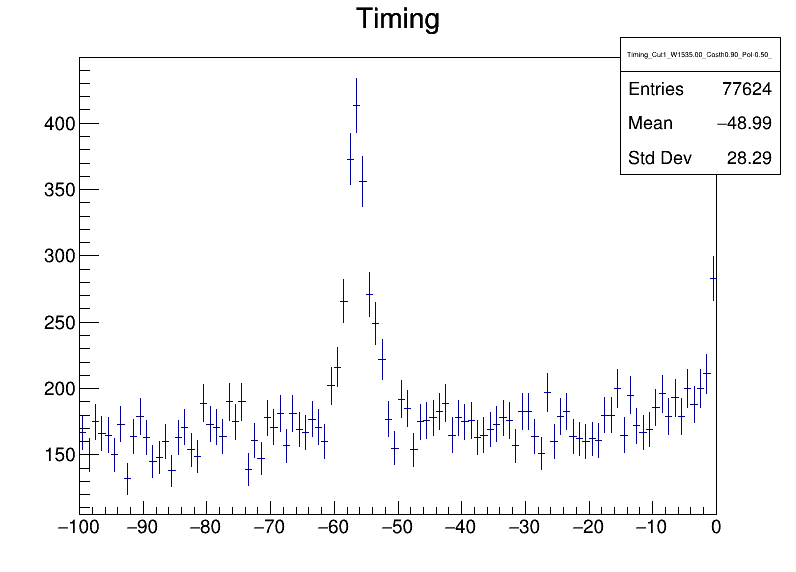 Timing
Timing_Cut1_W1535.00_Costh0.90_Pol-0.50_
Entries 77624
Mean −48.99
Std Dev 28.29
400
350
300
250
200
150
−100 −90 −80 −70 −60 −50 −40 −30 −20 −10 0